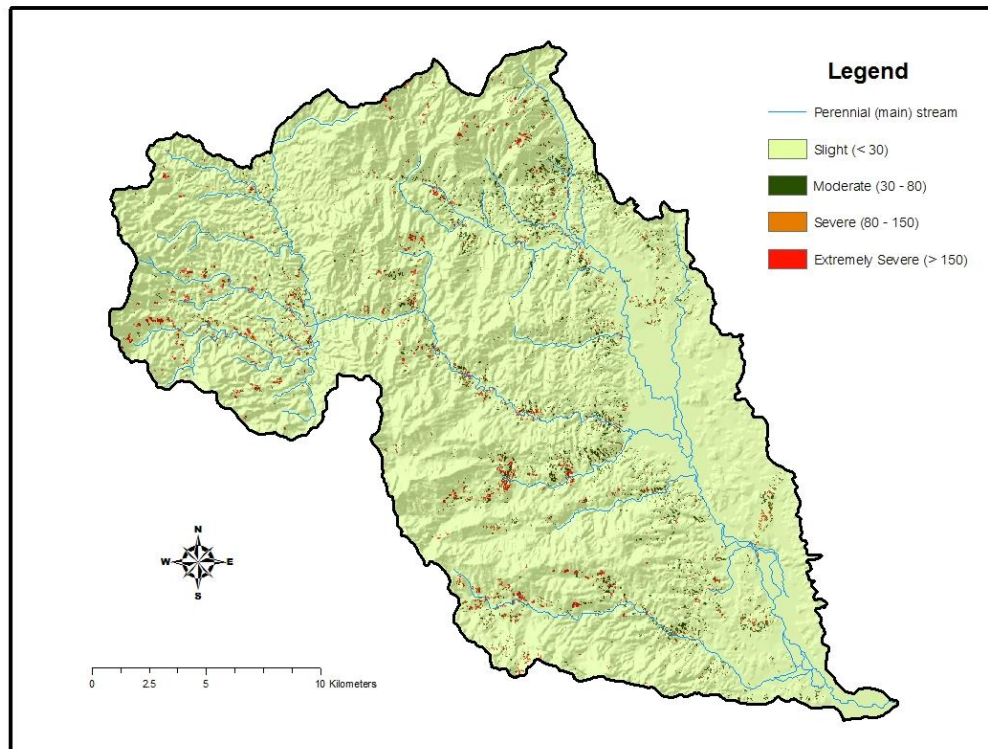 Legend
Perennial (main) stream
Slight (< 30)
Moderate (30 - 80)
Severe (80 - 150)
Extremely Severe (> 150)
N
W E
S
0 2.5 5 10 Kilometers